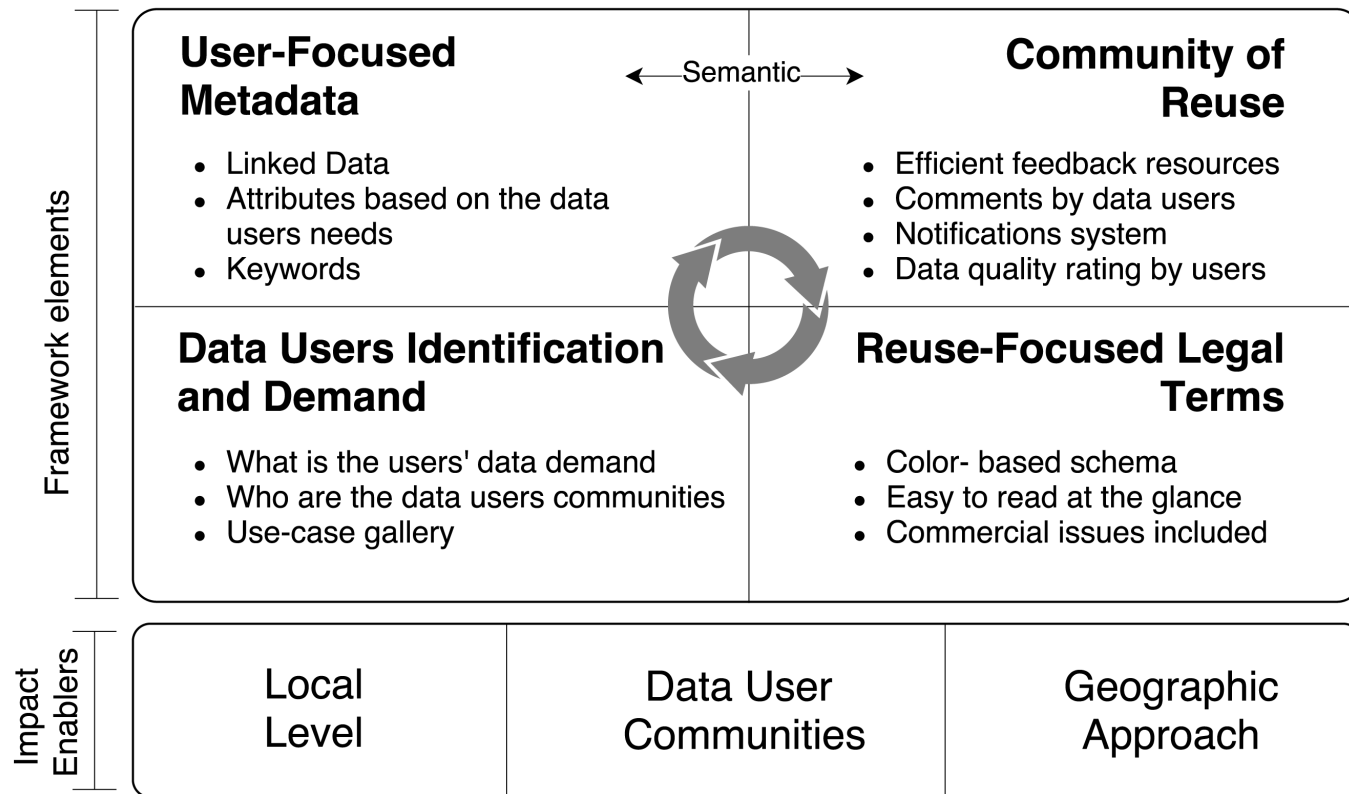 Framework elements
User-Focused
Metadata
• Linked Data
• Attributes based on the data
users needs
• Keywords
Semantic
Community of
Reuse
• Efficient feedback resources
• Comments by data users
• Notifications system
• Data quality rating by users
Data Users Identification
and Demand
• What is the users' data demand
• Who are the data users communities
• Use-case gallery
Reuse-Focused Legal
Terms
• Color- based schema
• Easy to read at the glance
• Commercial issues included
Impact
Enablers
Local
Level
Data User
Communities
Geographic
Approach